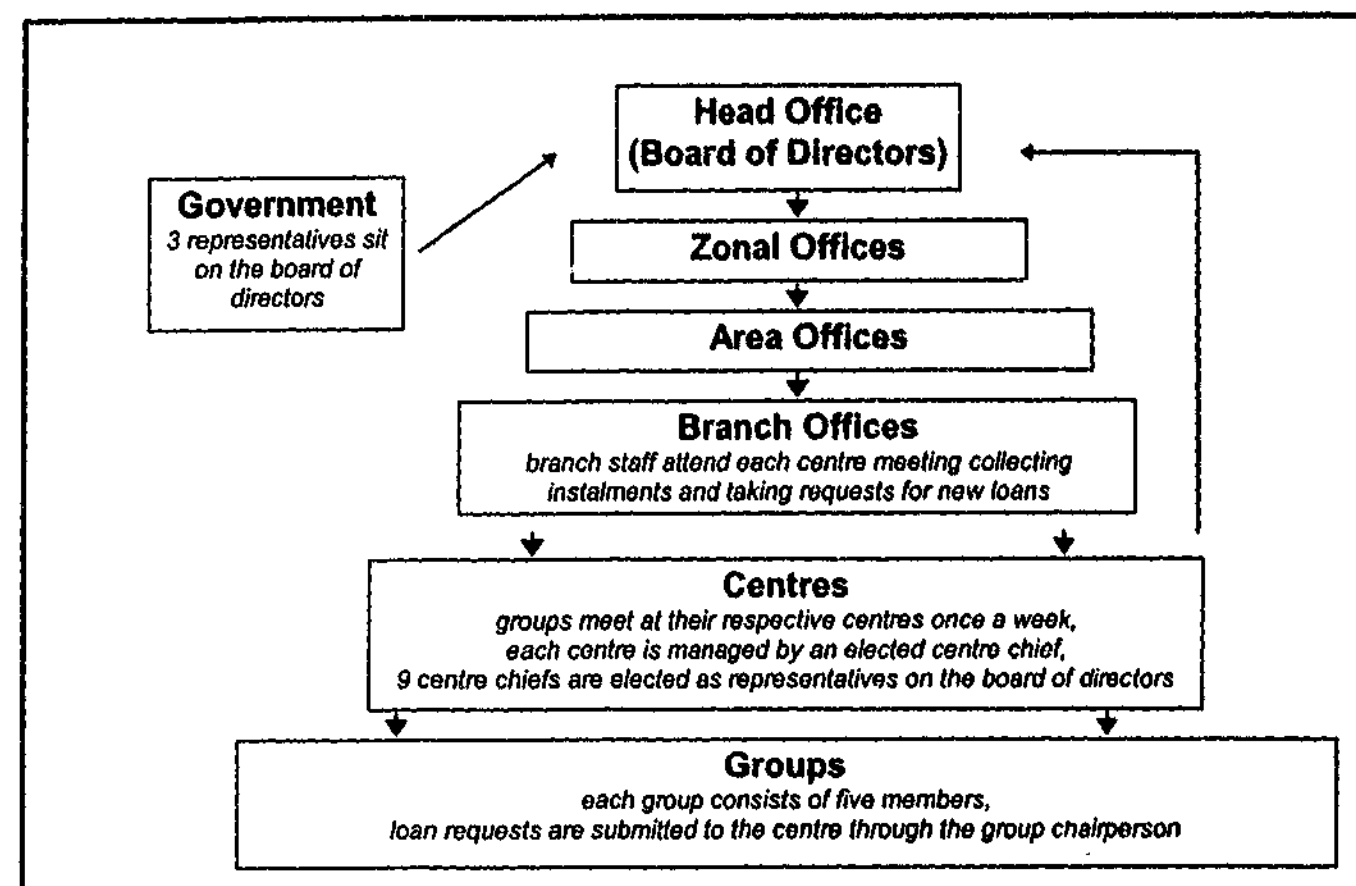 Head Office
(Board of Directors)
Government
3 representatives sit
on the board of
directors
Zonal Offices
Area Offices
Branch Offices
branch staff attend each centre meeting collecting
instalments and taking requests for new loans
Centres
groups meet at their respective centres once a week,
each centre is managed by an elected centre chief,
9 centre chiefs are elected as representatives on the board of directors
Groups
each group consists of five members,
loan requests are submitted to the centre through the group chairperson